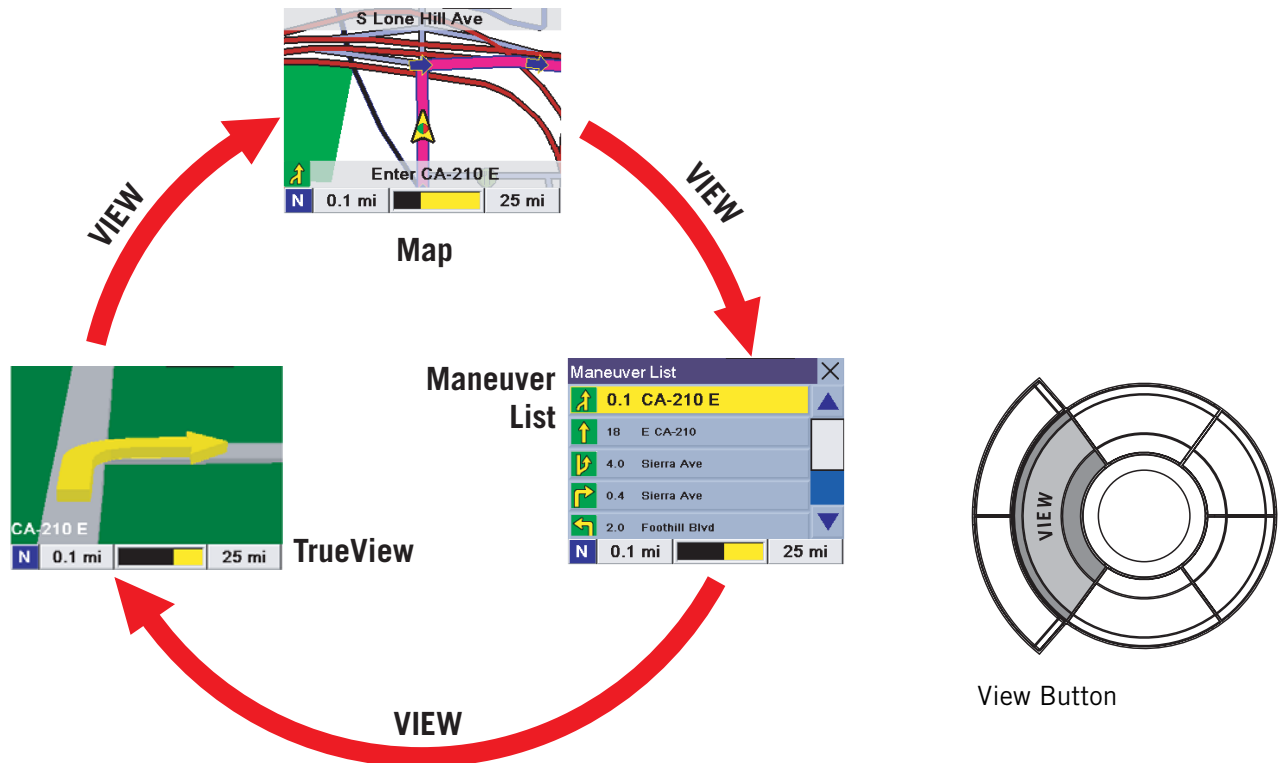 S Lone Hill Ave
Enter CA-210 E
N 0.1 mi 25 mi
Map
VIEW
VIEW
Maneuver
List
Maneuver List
0.1 CA-210 E
18 E CA-210
4.0 Sierra Ave
0.4 Sierra Ave
2.0 Foothill Blvd
N 0.1 mi 25 mi
CA-210 E
N 0.1 mi 25 mi
TrueView
VIEW
VIEW
View Button